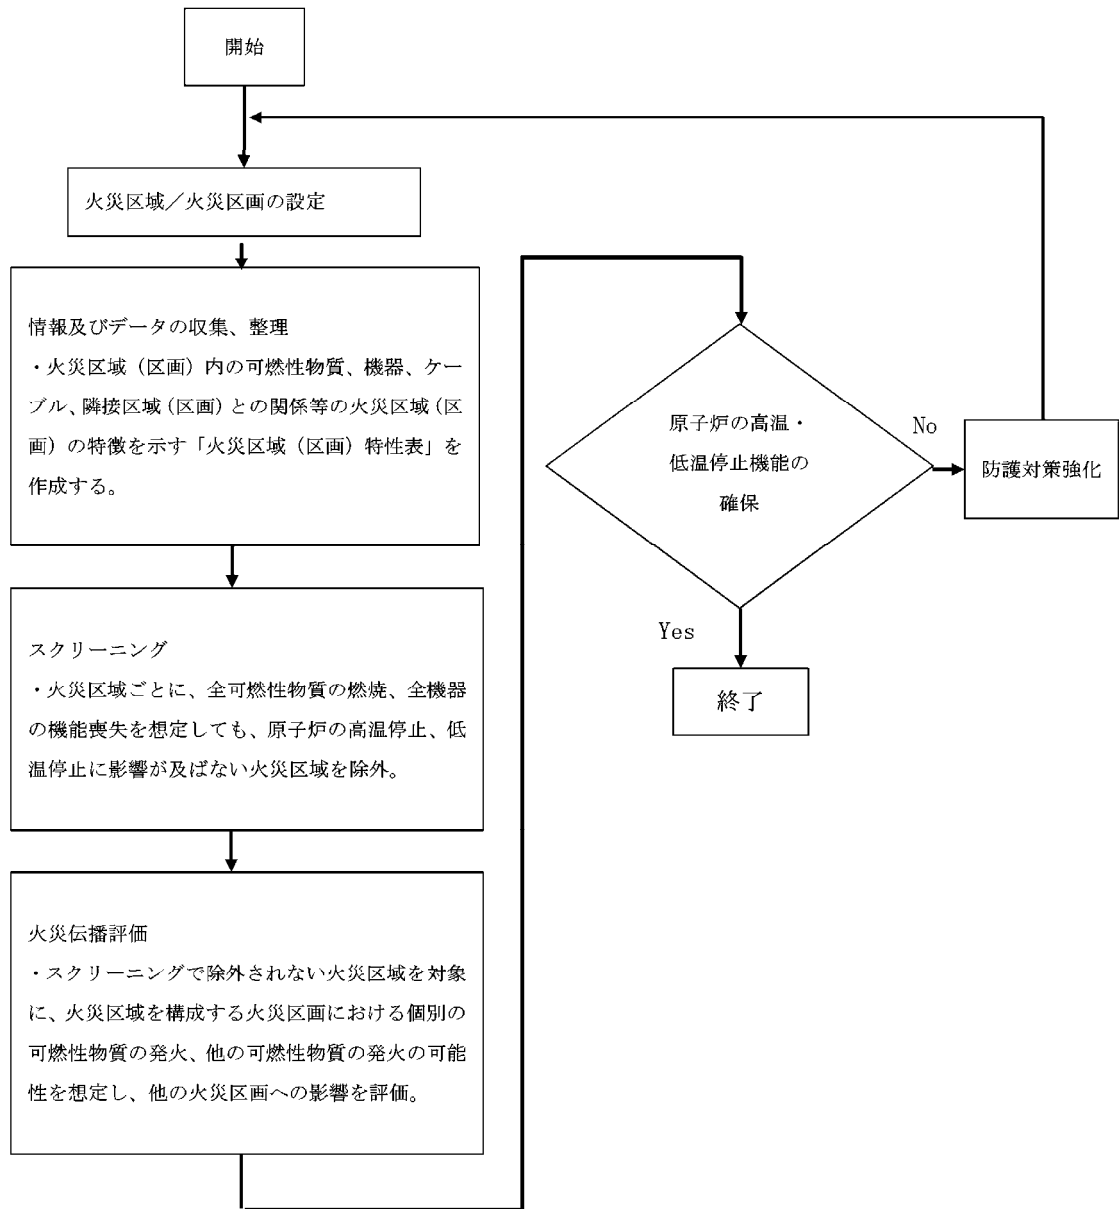 開始
火災区域／火災区画の設定
情報及びデータの収集、整理
・火災区域（区画）内の可燃性物質、機器、ケー
ブル、隣接区域（区画）との関係等の火災区域（区
画）の特徴を示す「火災区域（区画）特性表」を
作成する。
スクリーニング
・火災区域ごとに、全可燃性物質の燃焼、全機器
の機能喪失を想定しても、原子炉の高温停止、低
温停止に影響が及ばない火災区域を除外。
火災伝播評価
・スクリーニングで除外されない火災区域を対象
に、火災区域を構成する火災区画における個別の
可燃性物質の発火、他の可燃性物質の発火の可能
性を想定し、他の火災区画への影響を評価。
原子炉の高温・
低温停止機能の
確保
No
防護対策強化
Yes
終了